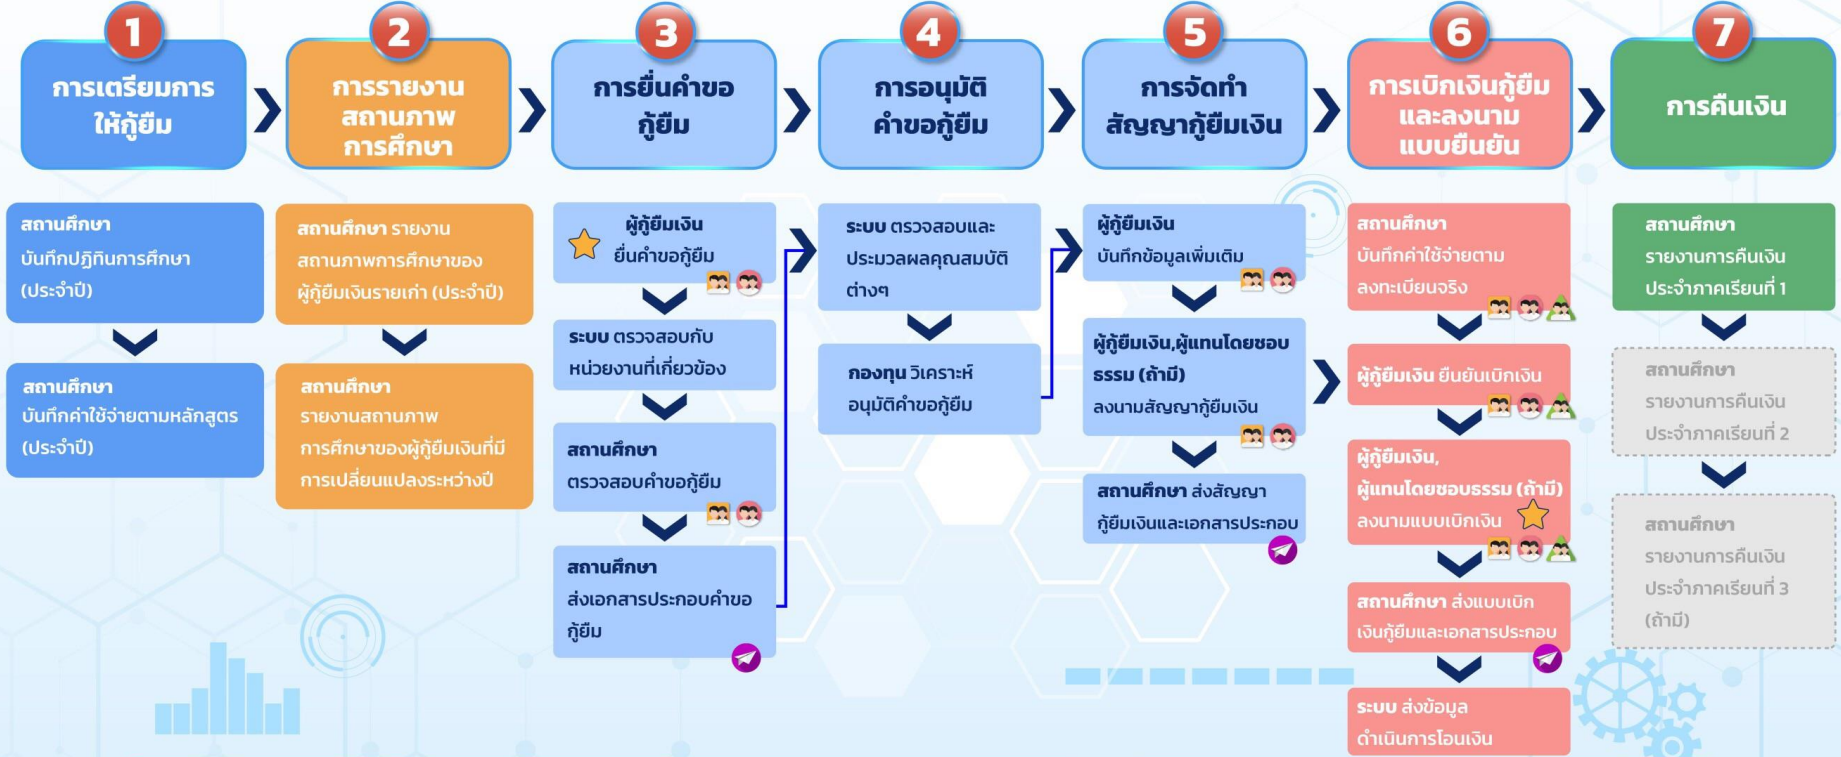 1
การเตรียมการ
ให้กู้ยืม
2
การรายงาน
สถานภาพ
การศึกษา
3
การยื่นคำขอ
กู้ยืม
4
การอนุมัติ
คำขอกู้ยืม
5
การจัดทำ
สัญญากู้ยืมเงิน
6
การเบิกเงินกู้ยืม
และลงนาม
แบบยืนยัน
7
การคืนเงิน
สถานศึกษา
บันทึกปฏิทินการศึกษา
(ประจำปี)
สถานศึกษา
บันทึกค่าใช้จ่ายตามหลักสูตร
(ประจำปี)
สถานศึกษา รายงาน
สถานภาพการศึกษาของ
ผู้กู้ยืมเงินรายเก่า (ประจำปี)
สถานศึกษา
รายงานสถานภาพ
การศึกษาของผู้กู้ยืมเงินที่มี
การเปลี่ยนแปลงระหว่างปี
ผู้กู้ยืมเงิน
ยื่นคำขอกู้ยืม
ระบบ ตรวจสอบกับ
หน่วยงานที่เกี่ยวข้อง
สถานศึกษา
ตรวจสอบคำขอกู้ยืม
สถานศึกษา
ส่งเอกสารประกอบคำขอ
กู้ยืม
ระบบ ตรวจสอบและ
ประมวลผลคุณสมบัติ
ต่างๆ
กองทุน วิเคราะห์
อนุมัติคำขอกู้ยืม
ผู้กู้ยืมเงิน
บันทึกข้อมูลเพิ่มเติม
ผู้กู้ยืมเงิน,ผู้แทนโดยชอบ
ธรรม (ถ้ามี)
ลงนามสัญญากู้ยืมเงิน
สถานศึกษา ส่งสัญญา
กู้ยืมเงินและเอกสารประกอบ
สถานศึกษา
บันทึกค่าใช้จ่ายตาม
ลงทะเบียนจริง
ผู้กู้ยืมเงิน ยืนยันเบิกเงิน
ผู้กู้ยืมเงิน,
ผู้แทนโดยชอบธรรม (ถ้ามี)
ลงนามแบบเบิกเงิน
สถานศึกษา ส่งแบบเบิก
เงินกู้ยืมและเอกสารประกอบ
ระบบ ส่งข้อมูล
ดำเนินการโอนเงิน
สถานศึกษา
รายงานการคืนเงิน
ประจำภาคเรียนที่ 1
สถานศึกษา
รายงานการคืนเงิน
ประจำภาคเรียนที่ 2
สถานศึกษา
รายงานการคืนเงิน
ประจำภาคเรียนที่ 3
(ถ้ามี)